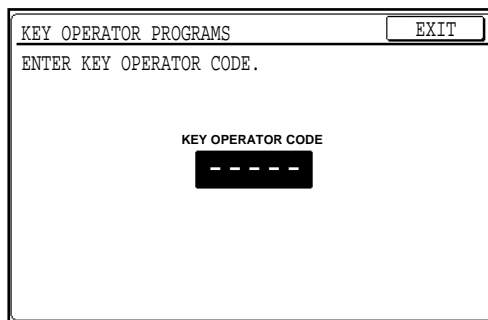 KEY OPERATOR PROGRAMS EXIT
ENTER KEY OPERATOR CODE.
KEY OPERATOR CODE
– – – – –